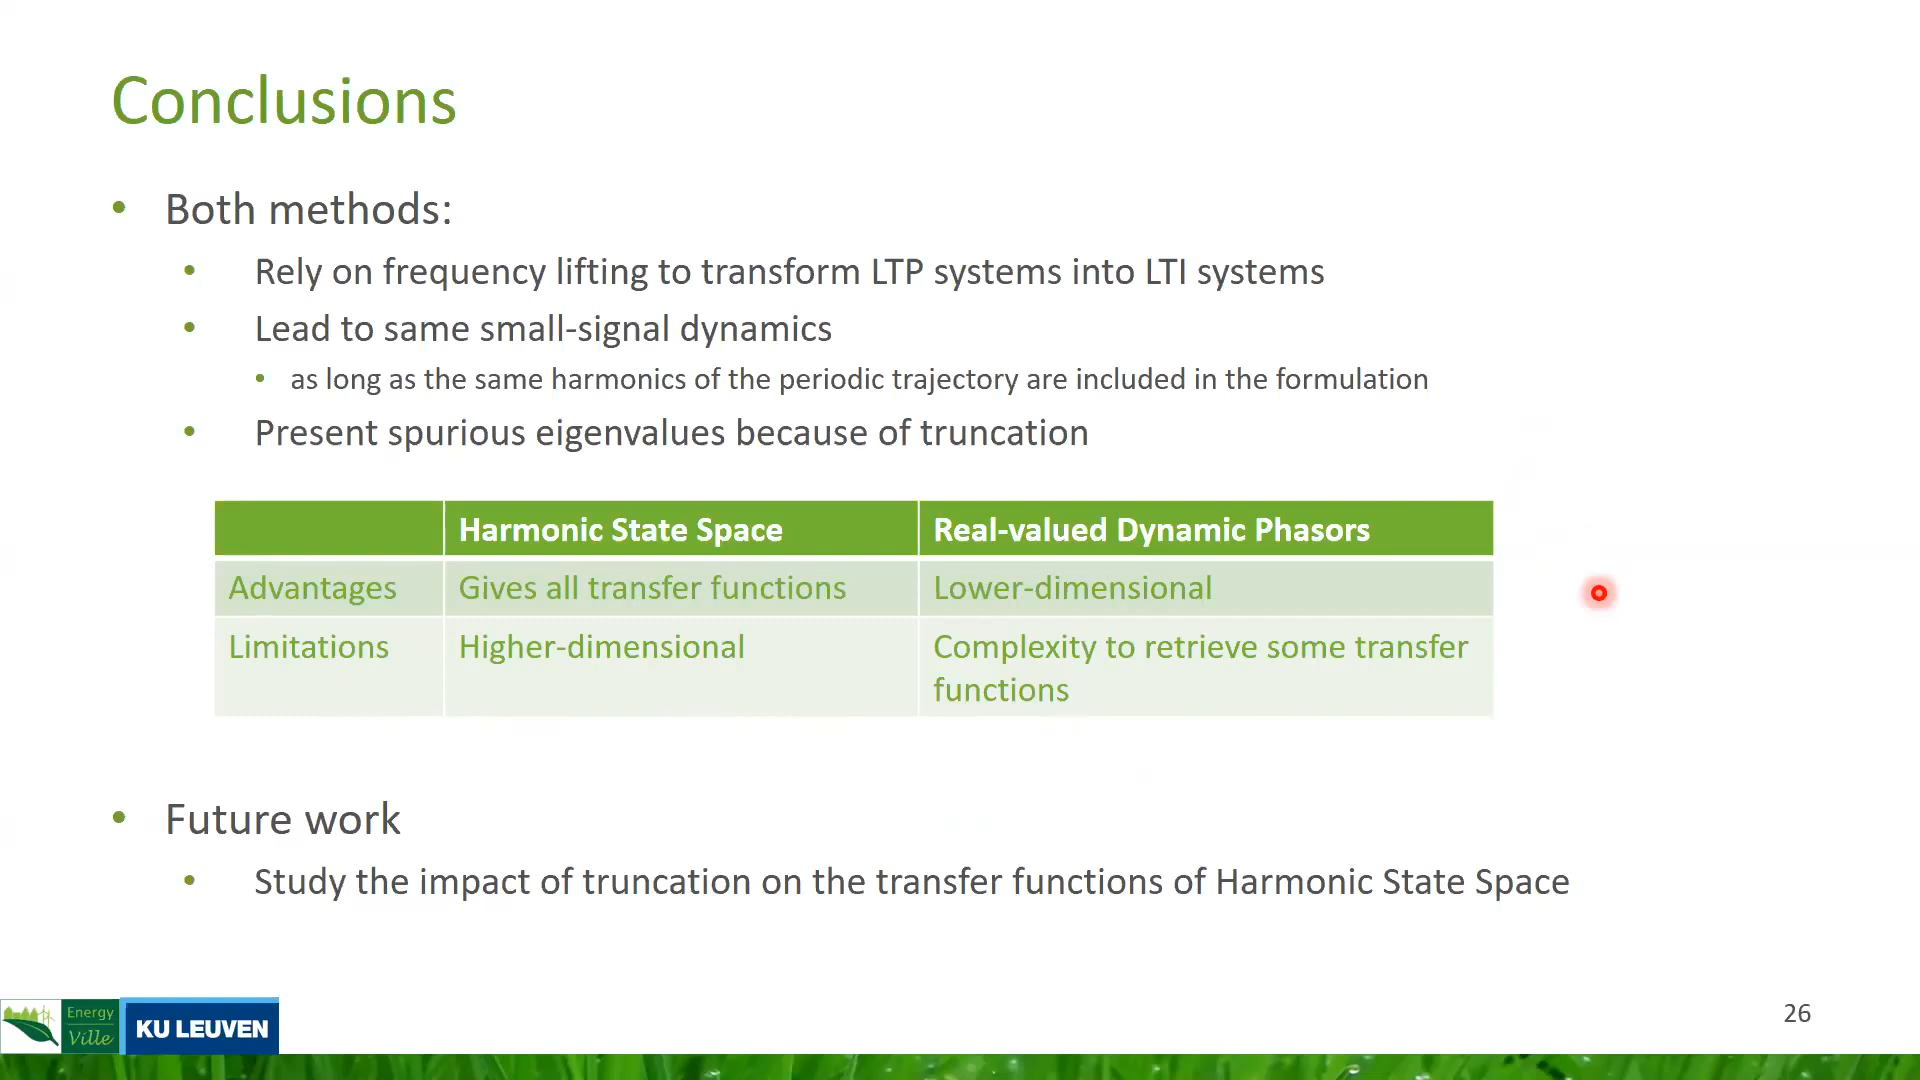 Conclusions
• Both methods:
• Rely on frequency lifting to transform LTP systems into LTI systems
• Lead to same small-signal dynamics
• as long as the same harmonics of the periodic trajectory are included in the formulation
• Present spurious eigenvalues because of truncation
Harmonic State Space Real-valued Dynamic Phasors
Advantages Gives all transfer functions Lower-dimensional
Limitations Higher-dimensional Complexity to retrieve some transfer
functions
• Future work
• Study the impact of truncation on the transfer functions of Harmonic State Space
Energy
Ville
KU LEUVEN
26